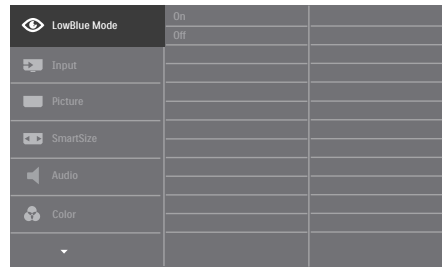 LowBlue Mode
On
Off
Input
Picture
SmartSize
Audio
Color